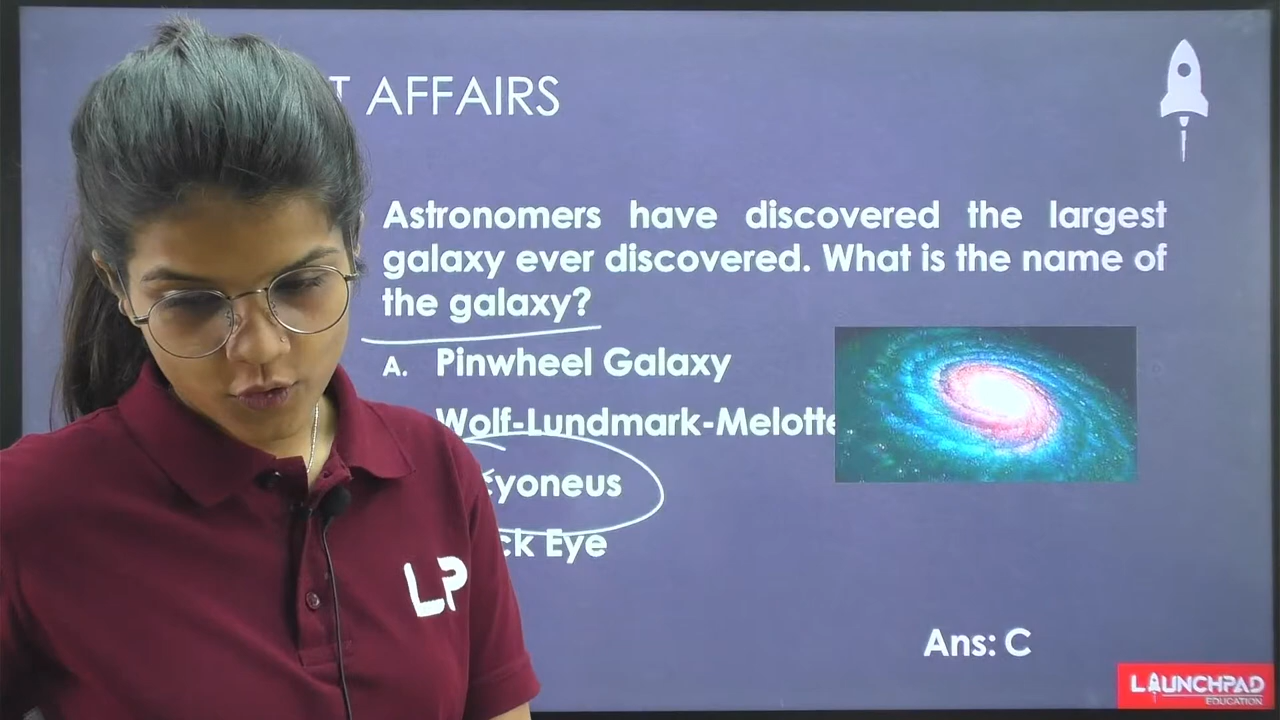 T AFFAIRS
Astronomers have discovered the largest
galaxy ever discovered. What is the name of
the galaxy?
A. Pinwheel Galaxy
Wolf-Lundmark-Melotte
yoneus
ck Eye
Ans: C
LP
LAUNCHPAD
EDUCATION